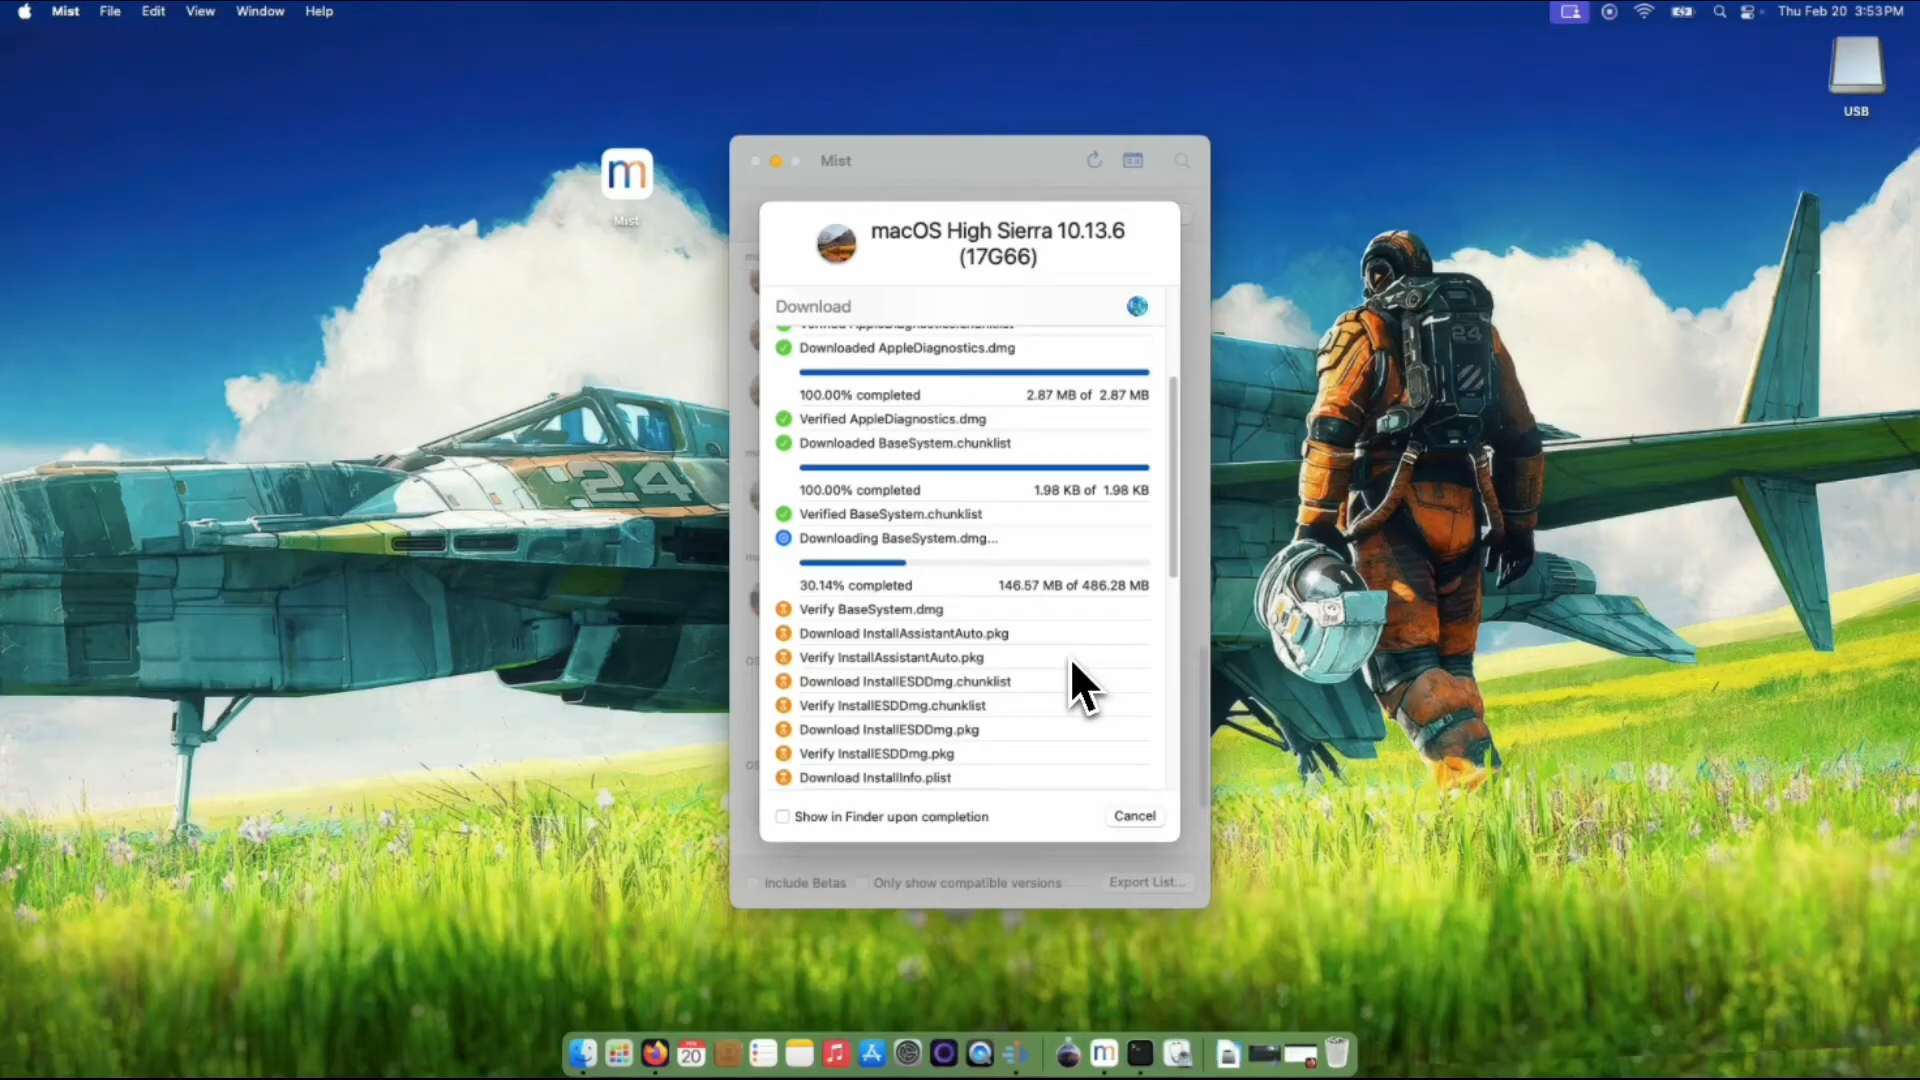 Mist File Edit View Window Help
Thu Feb 20 3:53 PM
USB
m
Mist
Mist
macOS High Sierra 10.13.6
(17G66)
Download
Verified AppleDiagnostics.chunklist
Downloaded AppleDiagnostics.dmg
100.00% completed 2.87 MB of 2.87 MB
Verified AppleDiagnostics.dmg
Downloaded BaseSystem.chunklist
100.00% completed 1.98 KB of 1.98 KB
Verified BaseSystem.chunklist
Downloading BaseSystem.dmg...
30.14% completed 146.57 MB of 486.28 MB
Verify BaseSystem.dmg
Download InstallAssistantAuto.pkg
Verify InstallAssistantAuto.pkg
Download InstallESDDmg.chunklist
Verify InstallESDDmg.chunklist
Download InstallESDDmg.pkg
Verify InstallESDDmg.pkg
Download InstallInfo.plist
Show in Finder upon completion Cancel
Include Betas Only show compatible versions Export List...
24
24
20
m